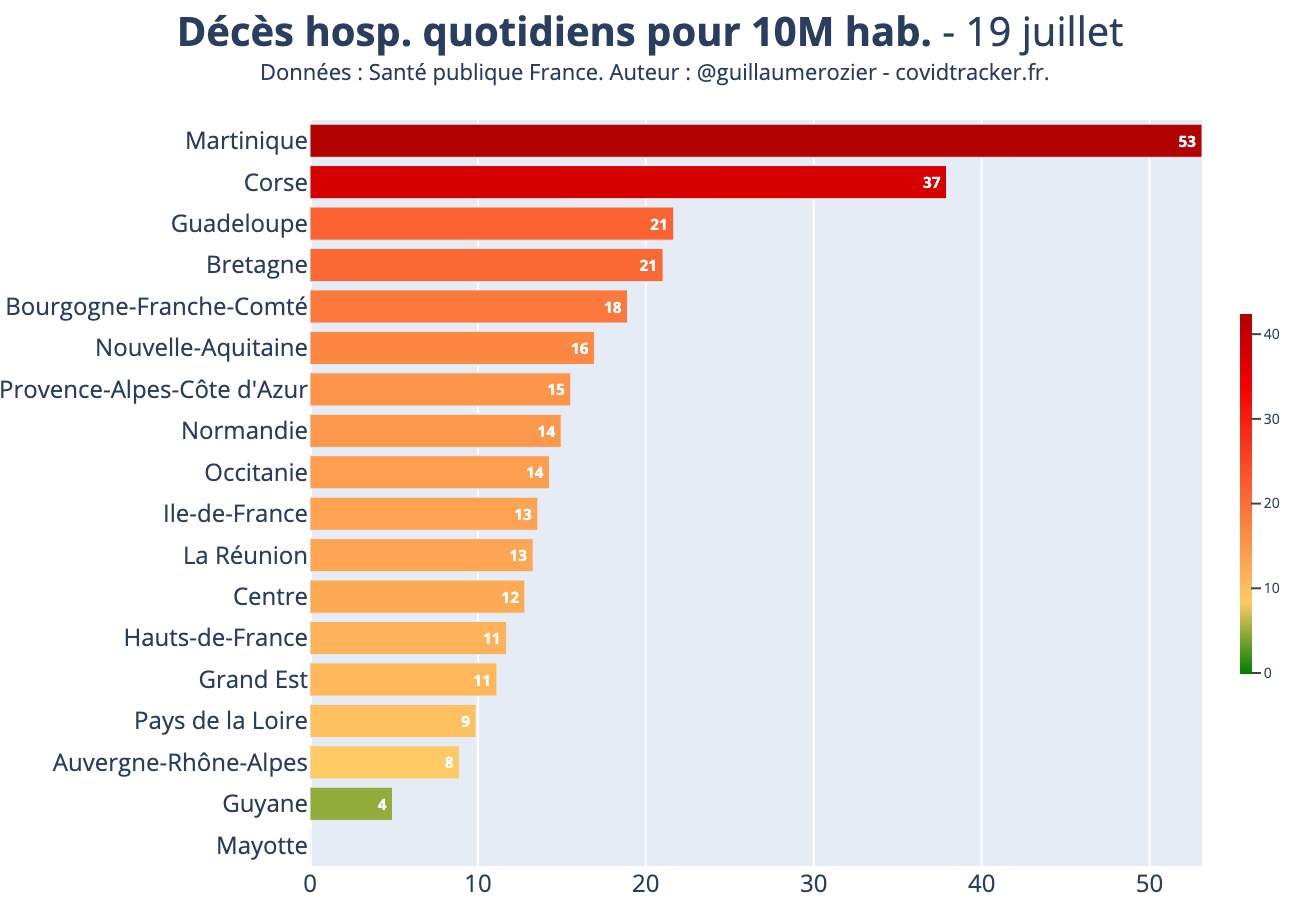 Décès hosp. quotidiens pour 10M hab. - 19 juillet
Données : Santé publique France. Auteur : @guillaumerozier - covidtracker.fr.
Martinique 53
Corse 37
Guadeloupe 21
Bretagne 21
Bourgogne-Franche-Comté 18
Nouvelle-Aquitaine 16
Provence-Alpes-Côte d'Azur 15
Normandie 14
Occitanie 14
Ile-de-France 13
La Réunion 13
Centre 12
Hauts-de-France 11
Grand Est 11
Pays de la Loire 9
Auvergne-Rhône-Alpes 8
Guyane 4
Mayotte
0 10 20 30 40 50
40
30
20
10
0